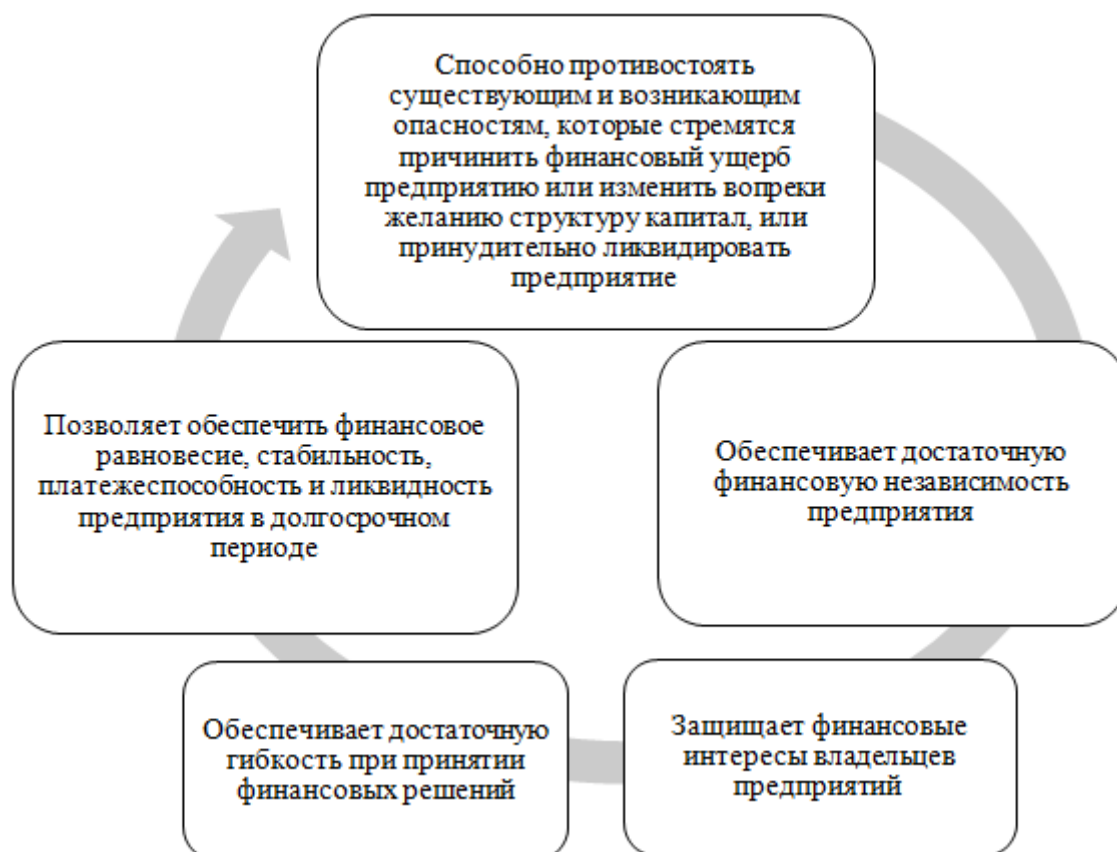 Способно противостоять
существующим и возникающим
опасностям, которые стремятся
причинить финансовый ущерб
предприятию или изменить вопреки
желанию структуру капитал, или
принудительно ликвидировать
предприятие
Обеспечивает достаточную
финансовую независимость
предприятия
Защищает финансовые
интересы владельцев
предприятий
Обеспечивает достаточную
гибкость при принятии
финансовых решений
Позволяет обеспечить финансовое
равновесие, стабильность,
платежеспособность и ликвидность
предприятия в долгосрочном
периоде